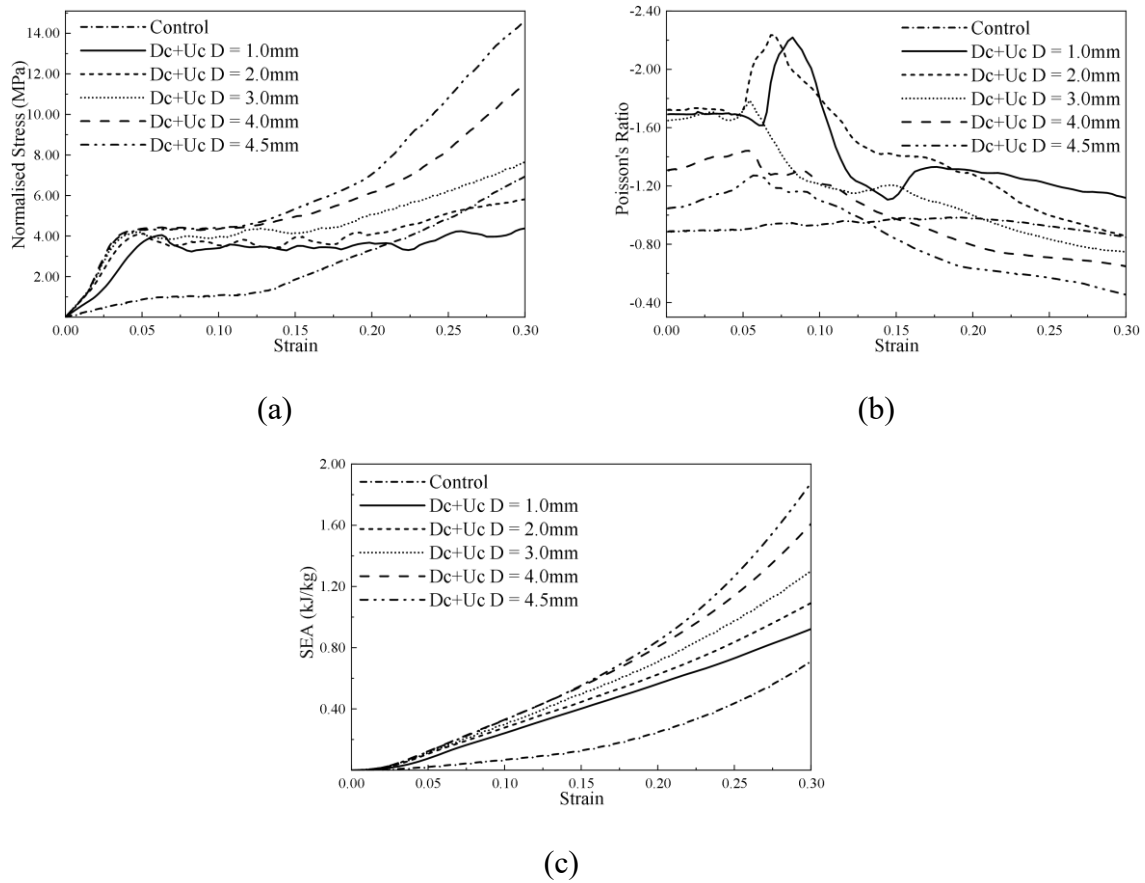 14.00
12.00
10.00
8.00
6.00
4.00
2.00
Normalised Stress (MPa)
Control
Dc+Uc D = 1.0mm
Dc+Uc D = 2.0mm
Dc+Uc D = 3.0mm
Dc+Uc D = 4.0mm
Dc+Uc D = 4.5mm
0.00 0.05 0.10 0.15 0.20 0.25 0.30
Strain
(a)
-2.40
-2.00
-1.60
-1.20
-0.80
-0.40
Poisson's Ratio
Control
Dc+Uc D = 1.0mm
Dc+Uc D = 2.0mm
Dc+Uc D = 3.0mm
Dc+Uc D = 4.0mm
Dc+Uc D = 4.5mm
0.00 0.05 0.10 0.15 0.20 0.25 0.30
Strain
(b)
2.00
1.60
1.20
0.80
0.40
SEA (kJ/kg)
Control
Dc+Uc D = 1.0mm
Dc+Uc D = 2.0mm
Dc+Uc D = 3.0mm
Dc+Uc D = 4.0mm
Dc+Uc D = 4.5mm
0.00 0.05 0.10 0.15 0.20 0.25 0.30
Strain
(c)